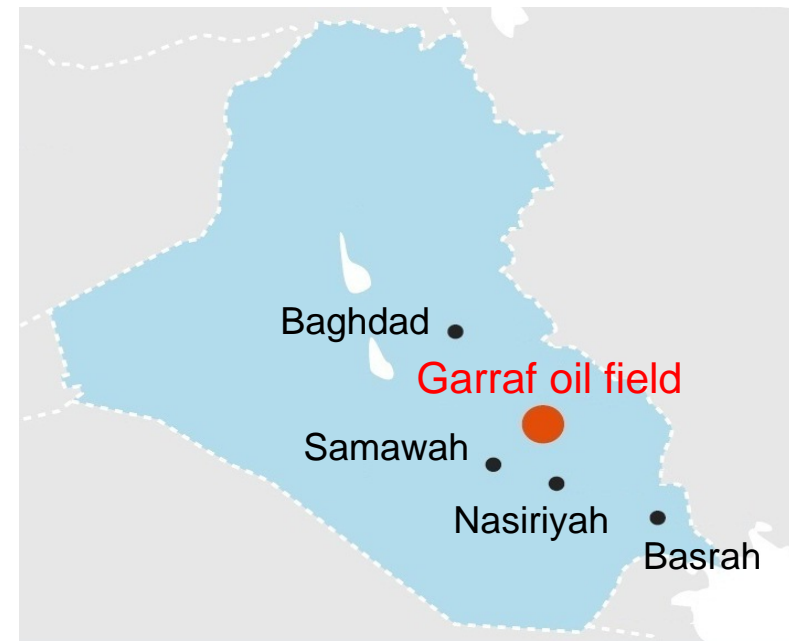 Baghdad
Garraf oil field
Samawah
Nasiriyah
Basrah